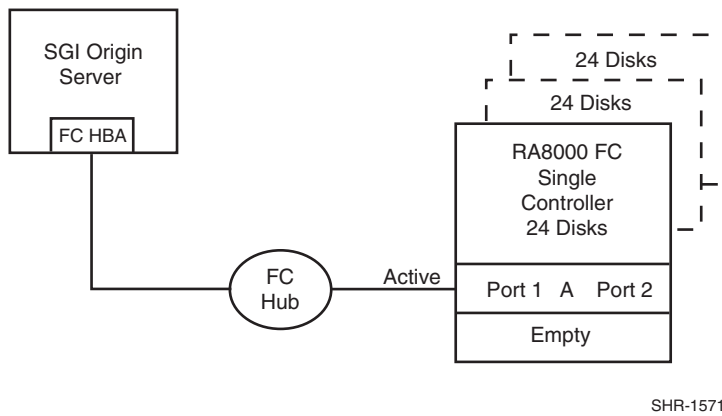 SGI Origin
Server
FC HBA
24 Disks
24 Disks
RA8000 FC
Single
Controller
24 Disks
FC
Hub
Active
Port 1 A Port 2
Empty
SHR-1571